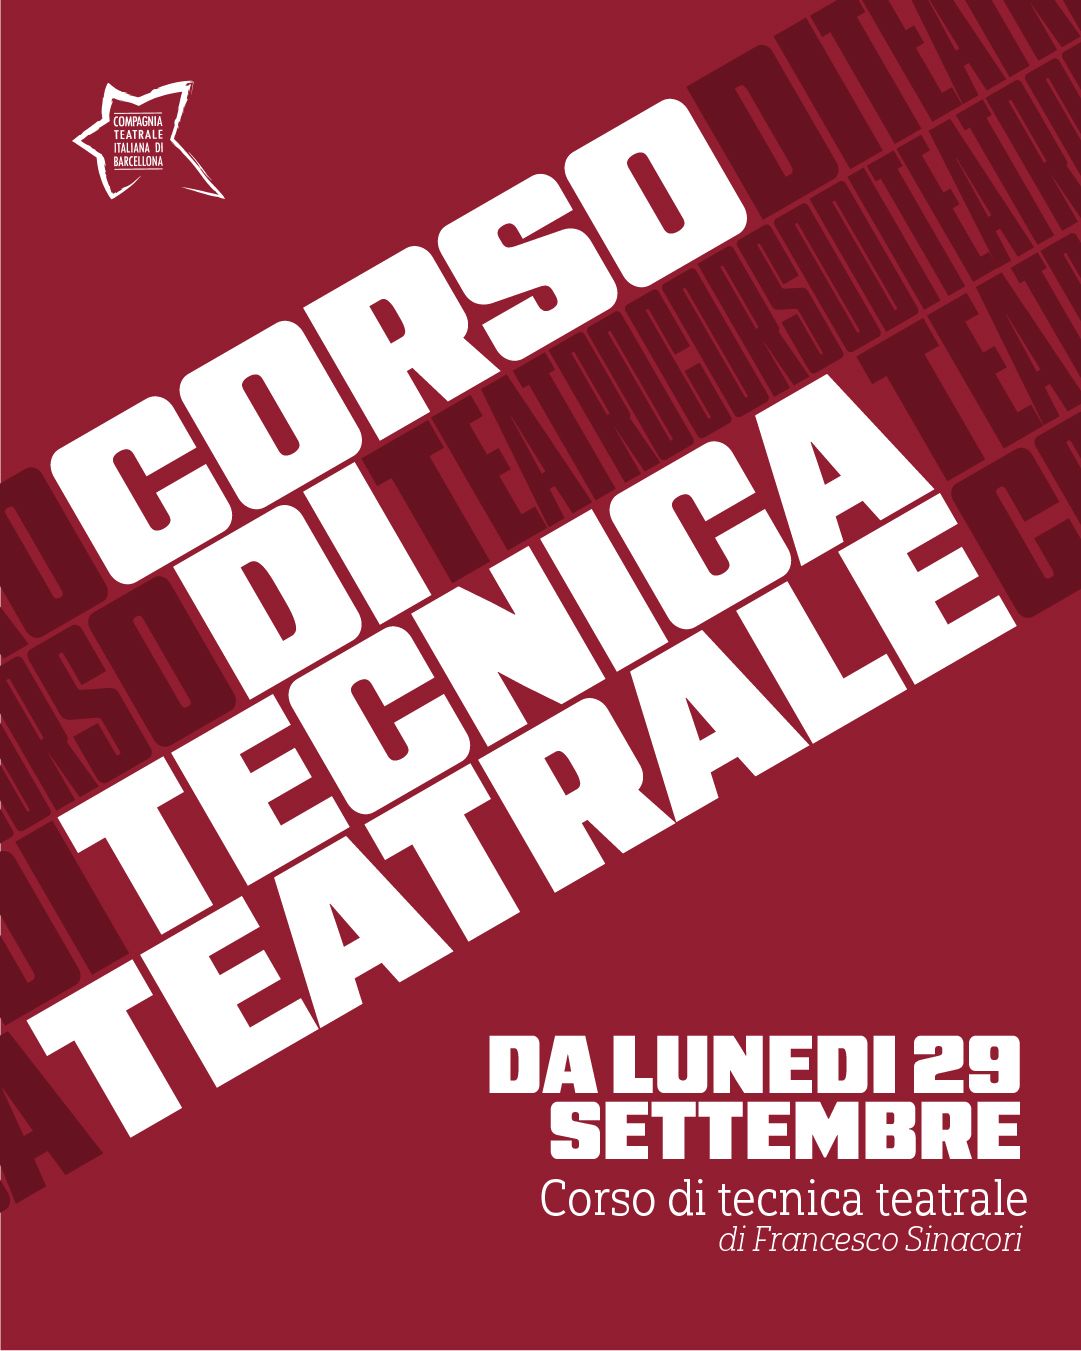 COMPAGNIA
TEATRALE
ITALIANA DI
BARCELLONA
CORSO
DI
TECNICA
TEATRALE
DA LUNEDI 29
SETTEMBRE
Corso di tecnica teatrale
di Francesco Sinacori